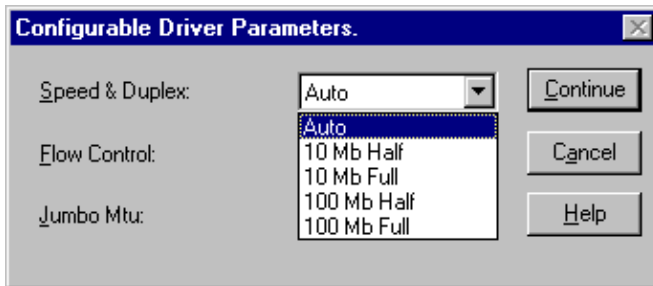 Configurable Driver Parameters.
Speed & Duplex:
Auto
Continue
Auto
10 Mb Half
10 Mb Full
100 Mb Half
100 Mb Full
Flow Control:
Cancel
Jumbo Mtu:
Help